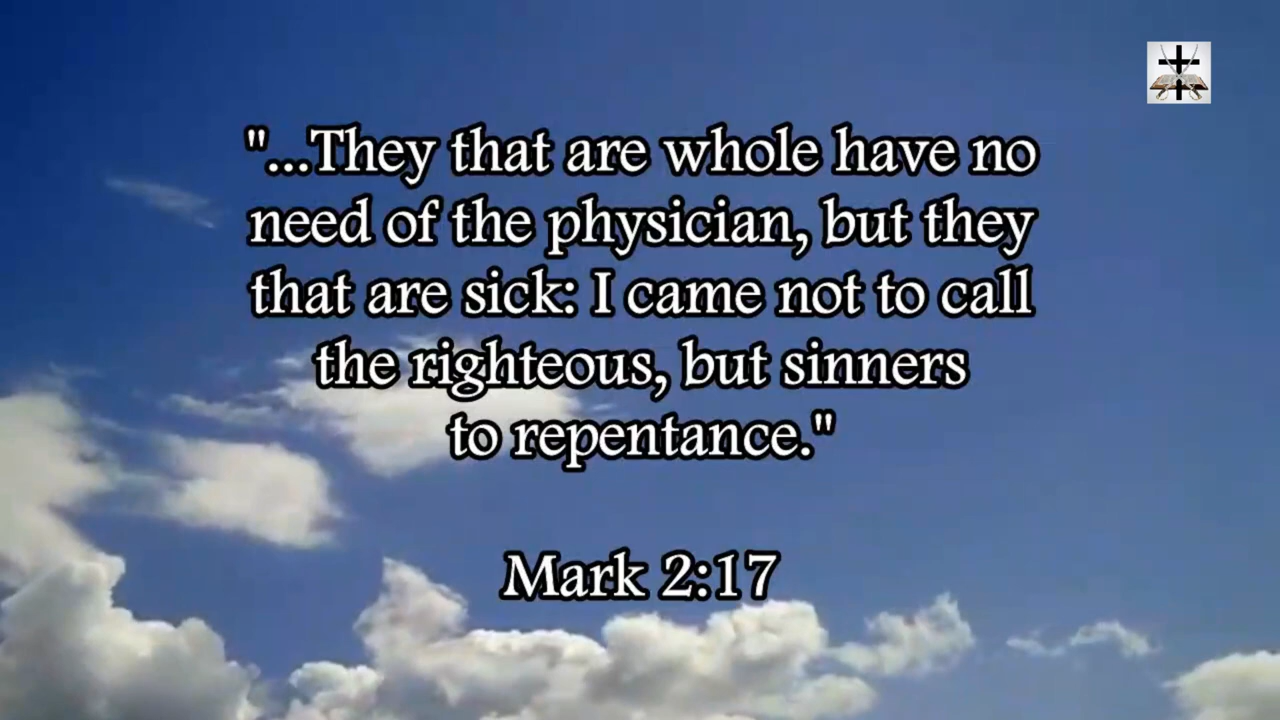 "...They that are whole have no
need of the physician, but they
that are sick: I came not to call
the righteous, but sinners
to repentance."
Mark 2:17